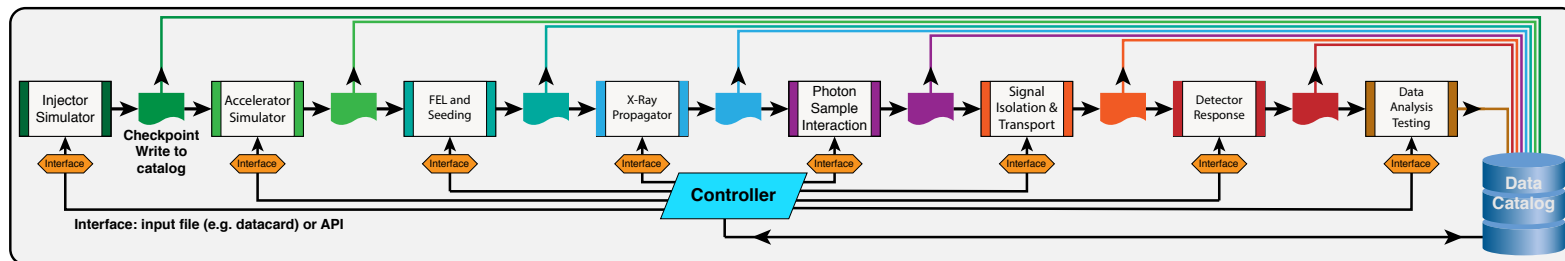 Injector
Simulator
Checkpoint
Write to
catalog
Accelerator
Simulator
FEL and
Seeding
X-Ray
Propagator
Photon
Sample
Interaction
Signal
Isolation &
Transport
Detector
Response
Data
Analysis
Testing
Interface
Interface
Interface
Interface
Interface
Interface
Interface
Interface
Controller
Data
Catalog
Interface: input file (e.g. datacard) or API